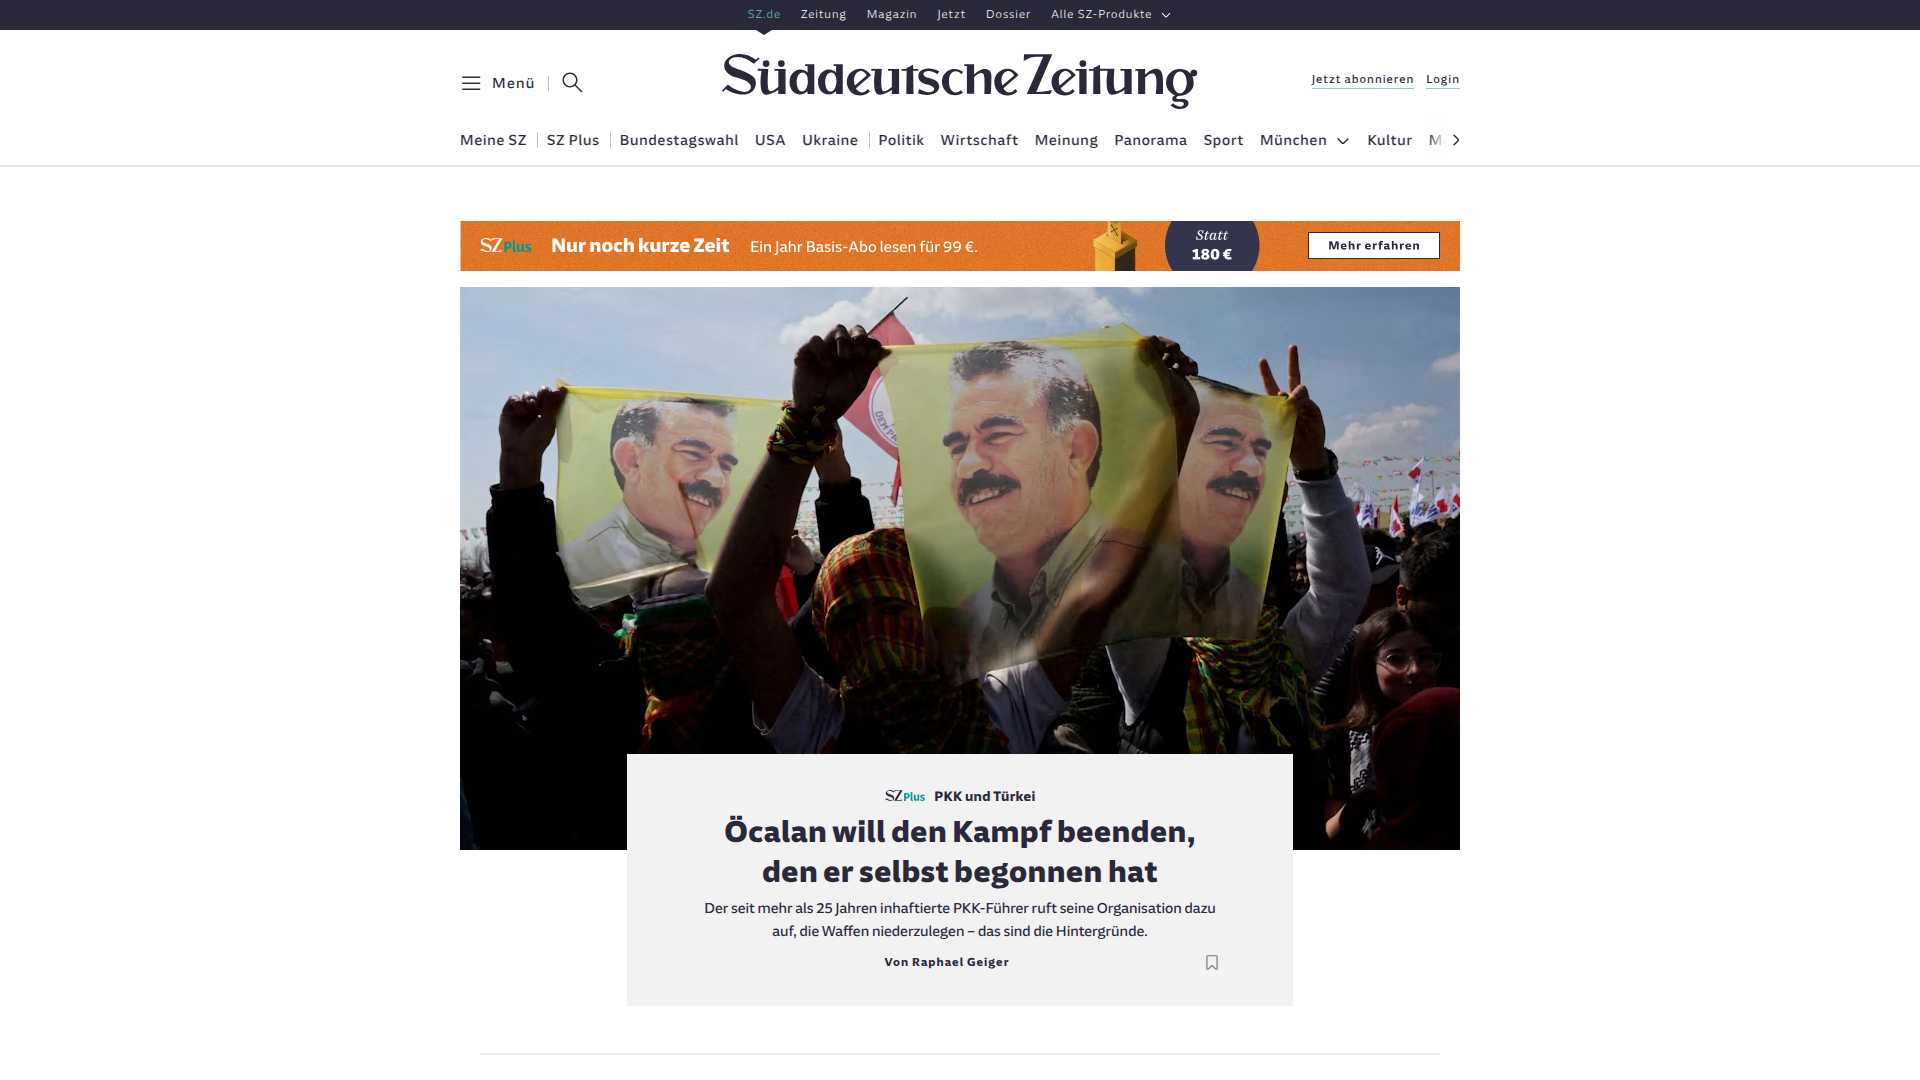 SZ.de Zeitung Magazin Jetzt Dossier Alle SZ-Produkte
Menü
Süddeutsche Zeitung
Jetzt abonnieren Login
Meine SZ SZ Plus Bundestagswahl USA Ukraine Politik Wirtschaft Meinung Panorama Sport München Kultur M
SZ Plus Nur noch kurze Zeit Ein Jahr Basis-Abo lesen für 99 €.
Statt
180 €
Mehr erfahren
SZ Plus PKK und Türkei
Öcalan will den Kampf beenden,
den er selbst begonnen hat
Der seit mehr als 25 Jahren inhaftierte PKK-Führer ruft seine Organisation dazu
auf, die Waffen niederzulegen – das sind die Hintergründe.
Von Raphael Geiger